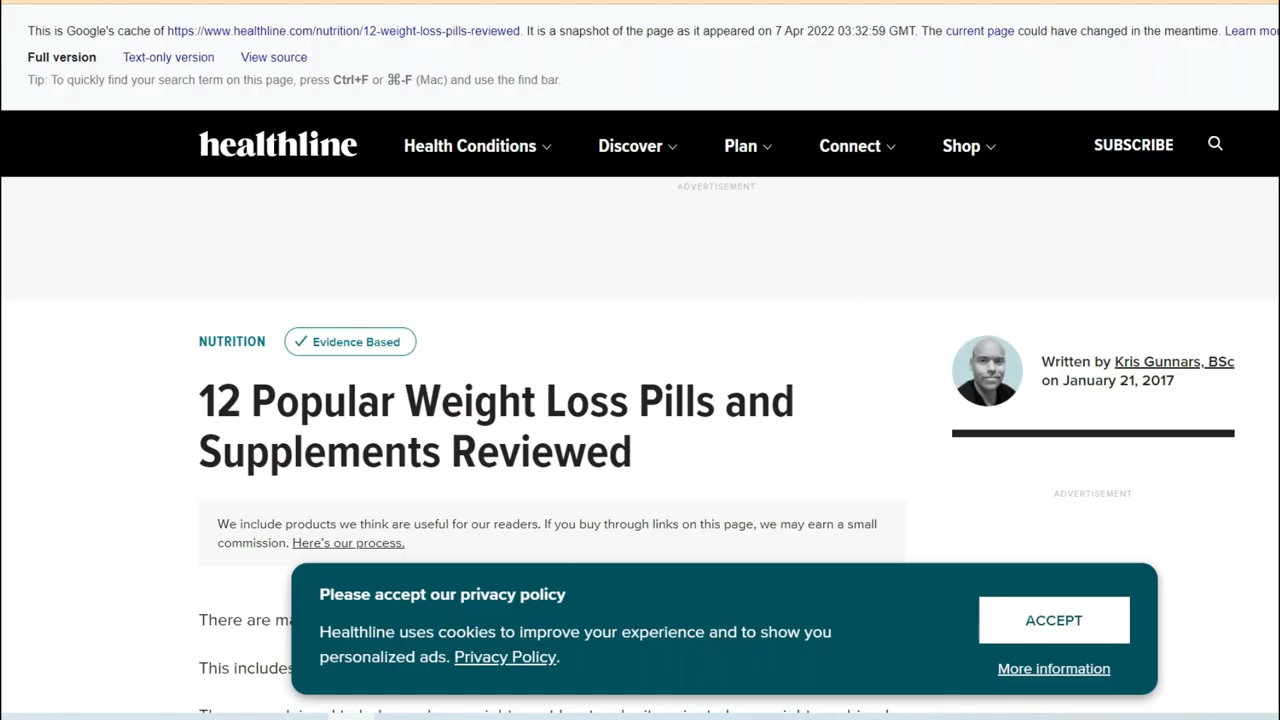 This is Google's cache of https://www.healthline.com/nutrition/12-weight-loss-pills-reviewed. It is a snapshot of the page as it appeared on 7 Apr 2022 03:32:59 GMT. The current page could have changed in the meantime. Learn
Full version Text-only version View source
Tip: To quickly find your search term on this page, press Ctrl+F or ⌘-F (Mac) and use the find bar.
healthline Health Conditions Discover Plan Connect Shop SUBSCRIBE
ADVERTISEMENT
NUTRITION Evidence Based
12 Popular Weight Loss Pills and
Supplements Reviewed
Written by Kris Gunnars, BSc
on January 21, 2017
ADVERTISEMENT
We include products we think are useful for our readers. If you buy through links on this page, we may earn a small
commission. Here's our process.
There are
This includes
Please accept our privacy policy
Healthline uses cookies to improve your experience and to show you
personalized ads. Privacy Policy.
ACCEPT
More information